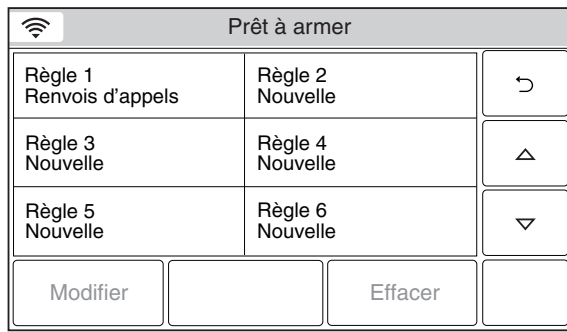 Prêt à armer
Règle 1
Renvois d'appels
Règle 2
Nouvelle
Règle 3
Nouvelle
Règle 4
Nouvelle
Règle 5
Nouvelle
Règle 6
Nouvelle
Modifier
Effacer